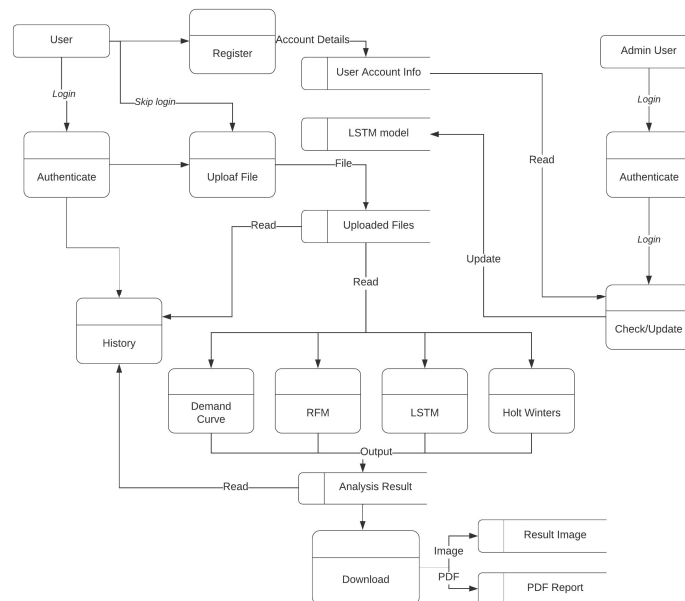 User
Register
Account Details
User Account Info
Admin User
Login
Skip login
Login
LSTM model
Authenticate
Uploaf File
File
Read
Authenticate
Read
Uploaded Files
Login
Update
Read
History
Check/Update
Demand
Curve
RFM
LSTM
Holt Winters
Output
Read
Analysis Result
Image
Result Image
Download
PDF
PDF Report